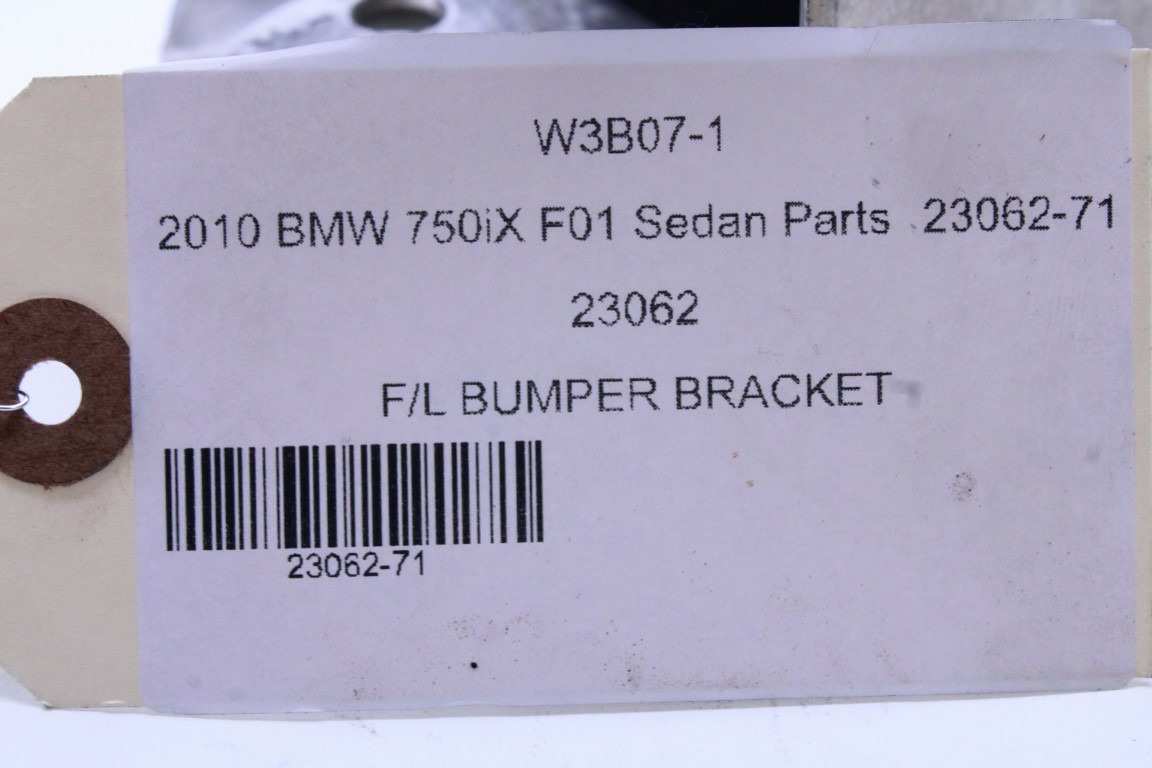 W3B07-1
2010 BMW 750iX F01 Sedan Parts 23062-71
23062
F/L BUMPER BRACKET
23062-71